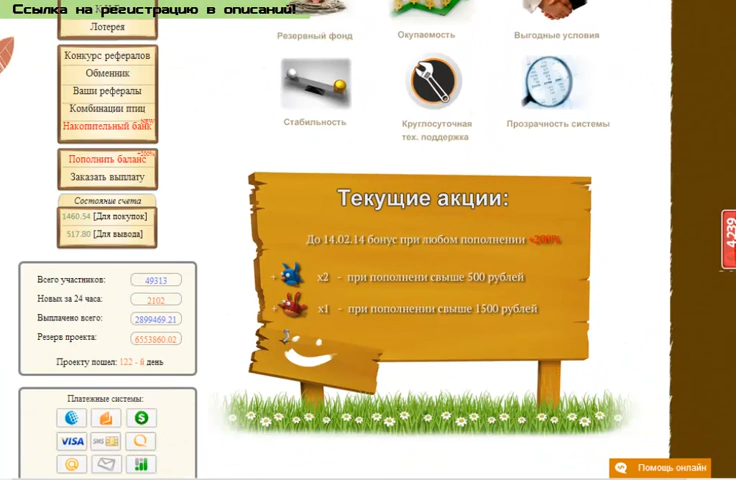 Ссылка на регистрацию в описаний!
Лотерея
Конкурс рефералов
Обменник
Ваши рефералы
Комбинации птиц
Накопительный банк NEW
Пополнить баланс +200%
Заказать выплату
Состояние счета
1460.54 [Для покупок]
517.80 [Для вывода]
Всего участников: 49313
Новых за 24 часа: 2102
Выплачено всего: 2899469.21
Резерв проекта: 6553860.02
Проекту пошел: 122 - й день
Платежные системы:
VISA SMS
Резервный фонд
Окупаемость
Выгодные условия
Стабильность
Круглосуточная
тех. поддержка
Прозрачность системы
Текущие акции:
До 14.02.14 бонус при любом пополнении +200%
+ x2 - при пополнени свыше 500 рублей
+ x1 - при пополнении свыше 1500 рублей
4,239
Помощь онлайн